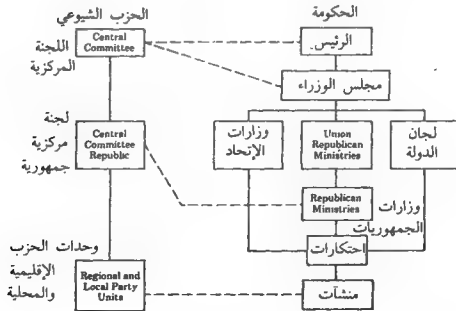 الحكومة
الحزب الشيوعي
الرئيس
Central
Committee
اللجنة
المركزية
مجلس الوزراء
لجان
الدولة
Union
Republican
Ministries
وزارات
الإتحاد
Central
Committee
Republic
لجنة
مركزية
جمهورية
Republican
Ministries
وزارات
الجمهوريات
احتكارات
وحدات الحزب
الإقليمية
والمحلية
Regional and
Local Party
Units
منشآت